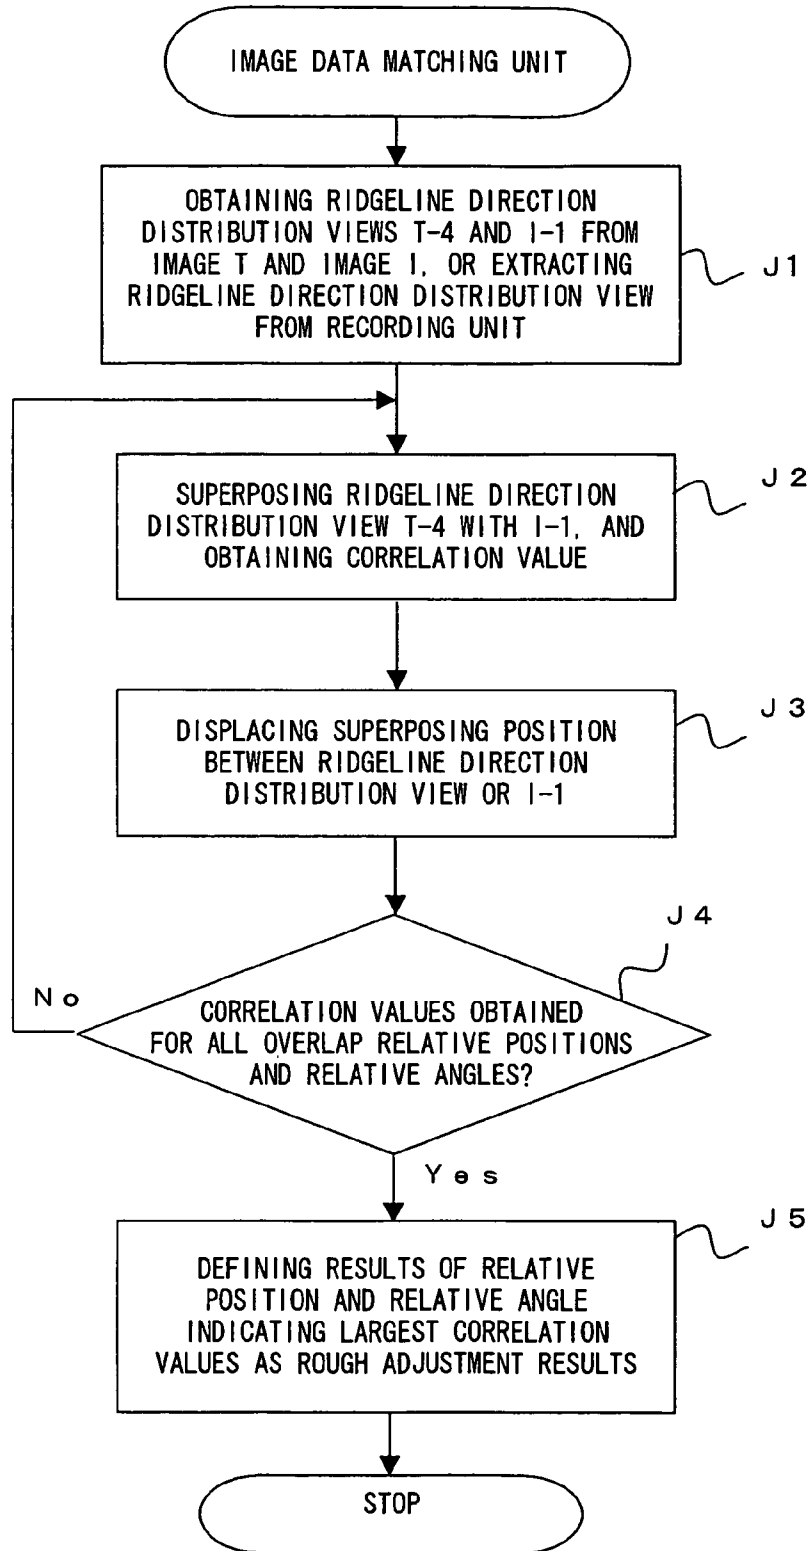 IMAGE DATA MATCHING UNIT
OBTAINING RIDGELINE DIRECTION
DISTRIBUTION VIEWS T-4 AND I-1 FROM
IMAGE T AND IMAGE I, OR EXTRACTING
RIDGELINE DIRECTION DISTRIBUTION VIEW
FROM RECORDING UNIT
J1
SUPERPOSING RIDGELINE DIRECTION
DISTRIBUTION VIEW T-4 WITH I-1, AND
OBTAINING CORRELATION VALUE
J2
DISPLACING SUPERPOSING POSITION
BETWEEN RIDGELINE DIRECTION
DISTRIBUTION VIEW OR I-1
J3
J4
No
CORRELATION VALUES OBTAINED
FOR ALL OVERLAP RELATIVE POSITIONS
AND RELATIVE ANGLES?
Yes
J5
DEFINING RESULTS OF RELATIVE
POSITION AND RELATIVE ANGLE
INDICATING LARGEST CORRELATION
VALUES AS ROUGH ADJUSTMENT RESULTS
STOP